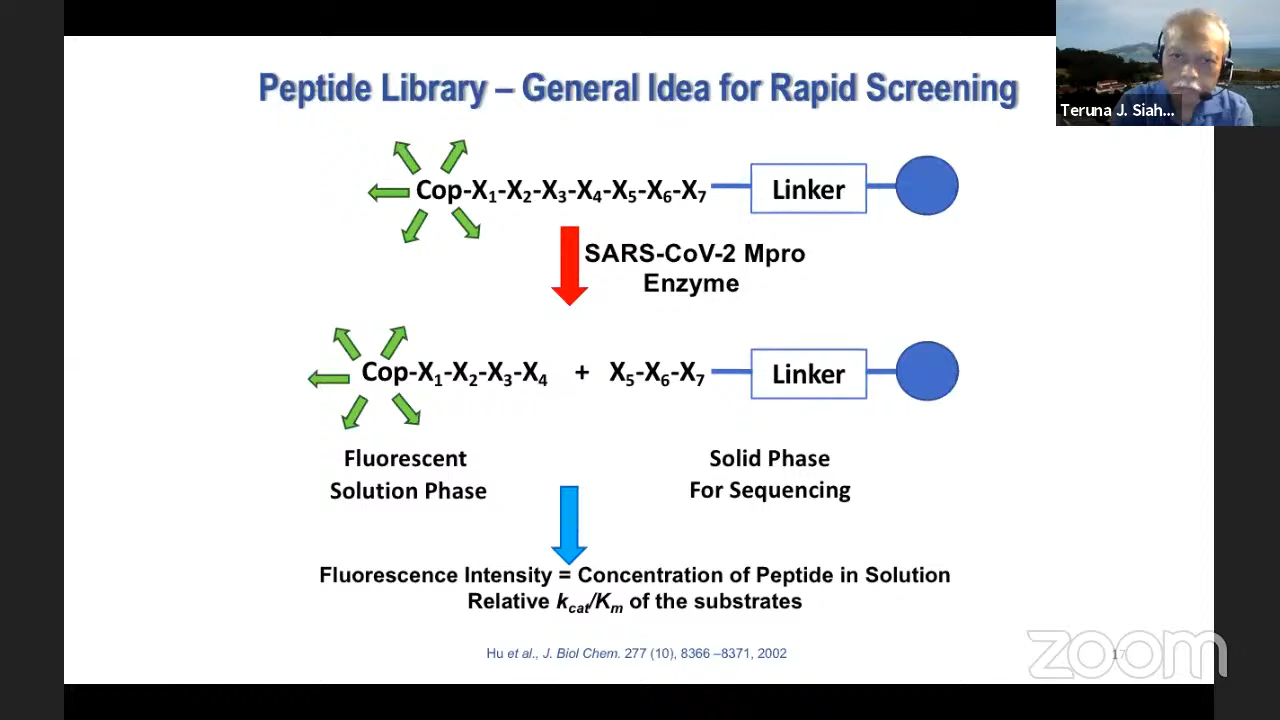 Peptide Library – General Idea for Rapid Screening
Teruna J. Siah...
Cop-X1-X2-X3-X4-X5-X6-X7
Linker
SARS-CoV-2 Mpro
Enzyme
Cop-X1-X2-X3-X4 + X5-X6-X7
Linker
Fluorescent
Solution Phase
Solid Phase
For Sequencing
Fluorescence Intensity = Concentration of Peptide in Solution
Relative kcat/Km of the substrates
Hu et al., J. Biol Chem. 277 (10), 8366 –8371, 2002
17
zoom